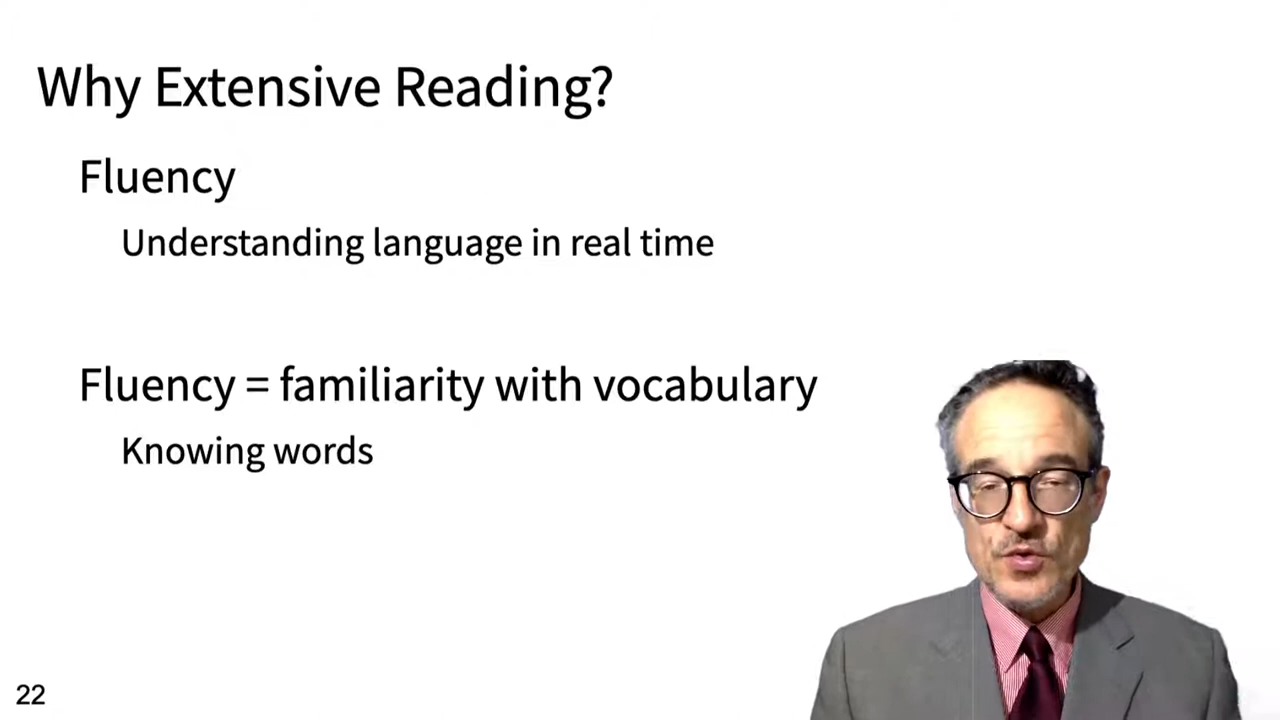 Why Extensive Reading?
Fluency
Understanding language in real time
Fluency = familiarity with vocabulary
Knowing words
22